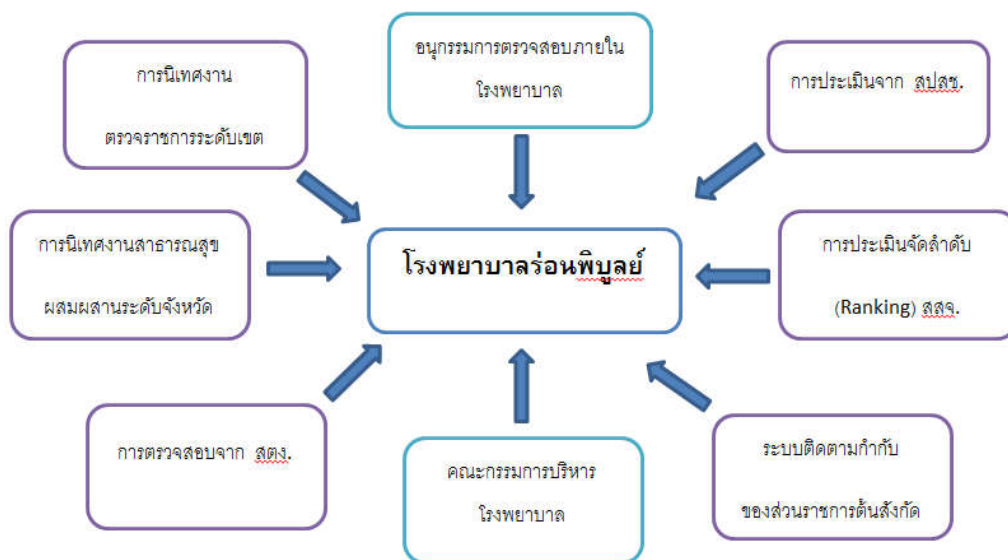 อนุกรรมการตรวจสอบภายใน
โรงพยาบาล
การนิเทศงาน
ตรวจราชการระดับเขต
การประเมินจาก สปสช.
การนิเทศงานสาธารณสุข
ผสมผสานระดับจังหวัด
โรงพยาบาลร่อนพิบูลย์
การประเมินจัดลำดับ
(Ranking) สสจ.
การตรวจสอบจาก สตง.
คณะกรรมการบริหาร
โรงพยาบาล
ระบบติดตามกำกับ
ของส่วนราชการต้นสังกัด